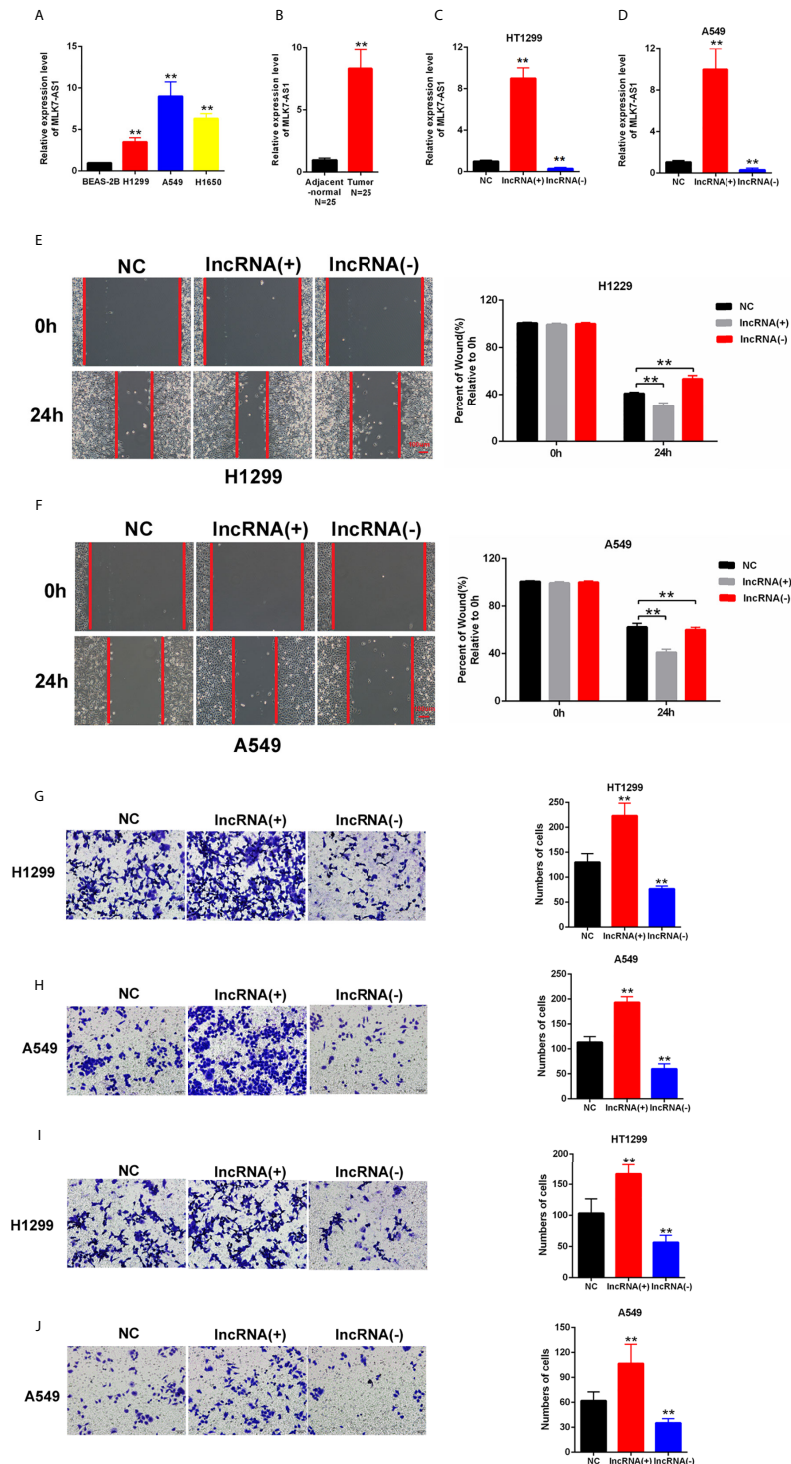 A
Relative expression level
of MLK7-AS1
15
10
5
0
**
**
**
BEAS-2B H1299 A549 H1650
B
Relative expression level
of MLK7-AS1
10
8
6
4
2
0
**
Adjacent
-normal
N=25
Tumer
N=25
C
HT1299
Relative expression level
of MLK7-AS1
12
8
4
0
**
**
NC lncRNA(+) lncRNA(-)
D
A549
Relative expression level
of MLK7-AS1
12
8
4
0
**
**
NC lncRNA(+) lncRNA(-)
E
NC lncRNA(+) lncRNA(-)
0h
24h
H1299
H1229
Percent of Wound(%)
Relative to 0h
120
80
40
0
**
**
0h 24h
NC
lncRNA(+)
lncRNA(-)
F
NC lncRNA(+) lncRNA(-)
0h
24h
A549
A549
Percent of Wound(%)
Relative to 0h
120
80
40
0
**
**
0h 24h
NC
lncRNA(+)
lncRNA(-)
G
NC lncRNA(+) lncRNA(-)
H1299
HT1299
Numbers of cells
250
200
150
100
50
0
**
**
NC lncRNA(+) lncRNA(-)
H
NC lncRNA(+) lncRNA(-)
A549
A549
Numbers of cells
250
200
150
100
50
0
**
**
NC lncRNA(+) lncRNA(-)
I
NC lncRNA(+) lncRNA(-)
H1299
HT1299
Numbers of cells
200
150
100
50
0
**
**
NC lncRNA(+) lncRNA(-)
J
NC lncRNA(+) lncRNA(-)
A549
A549
Numbers of cells
150
120
90
60
30
0
**
**
NC lncRNA(+) lncRNA(-)